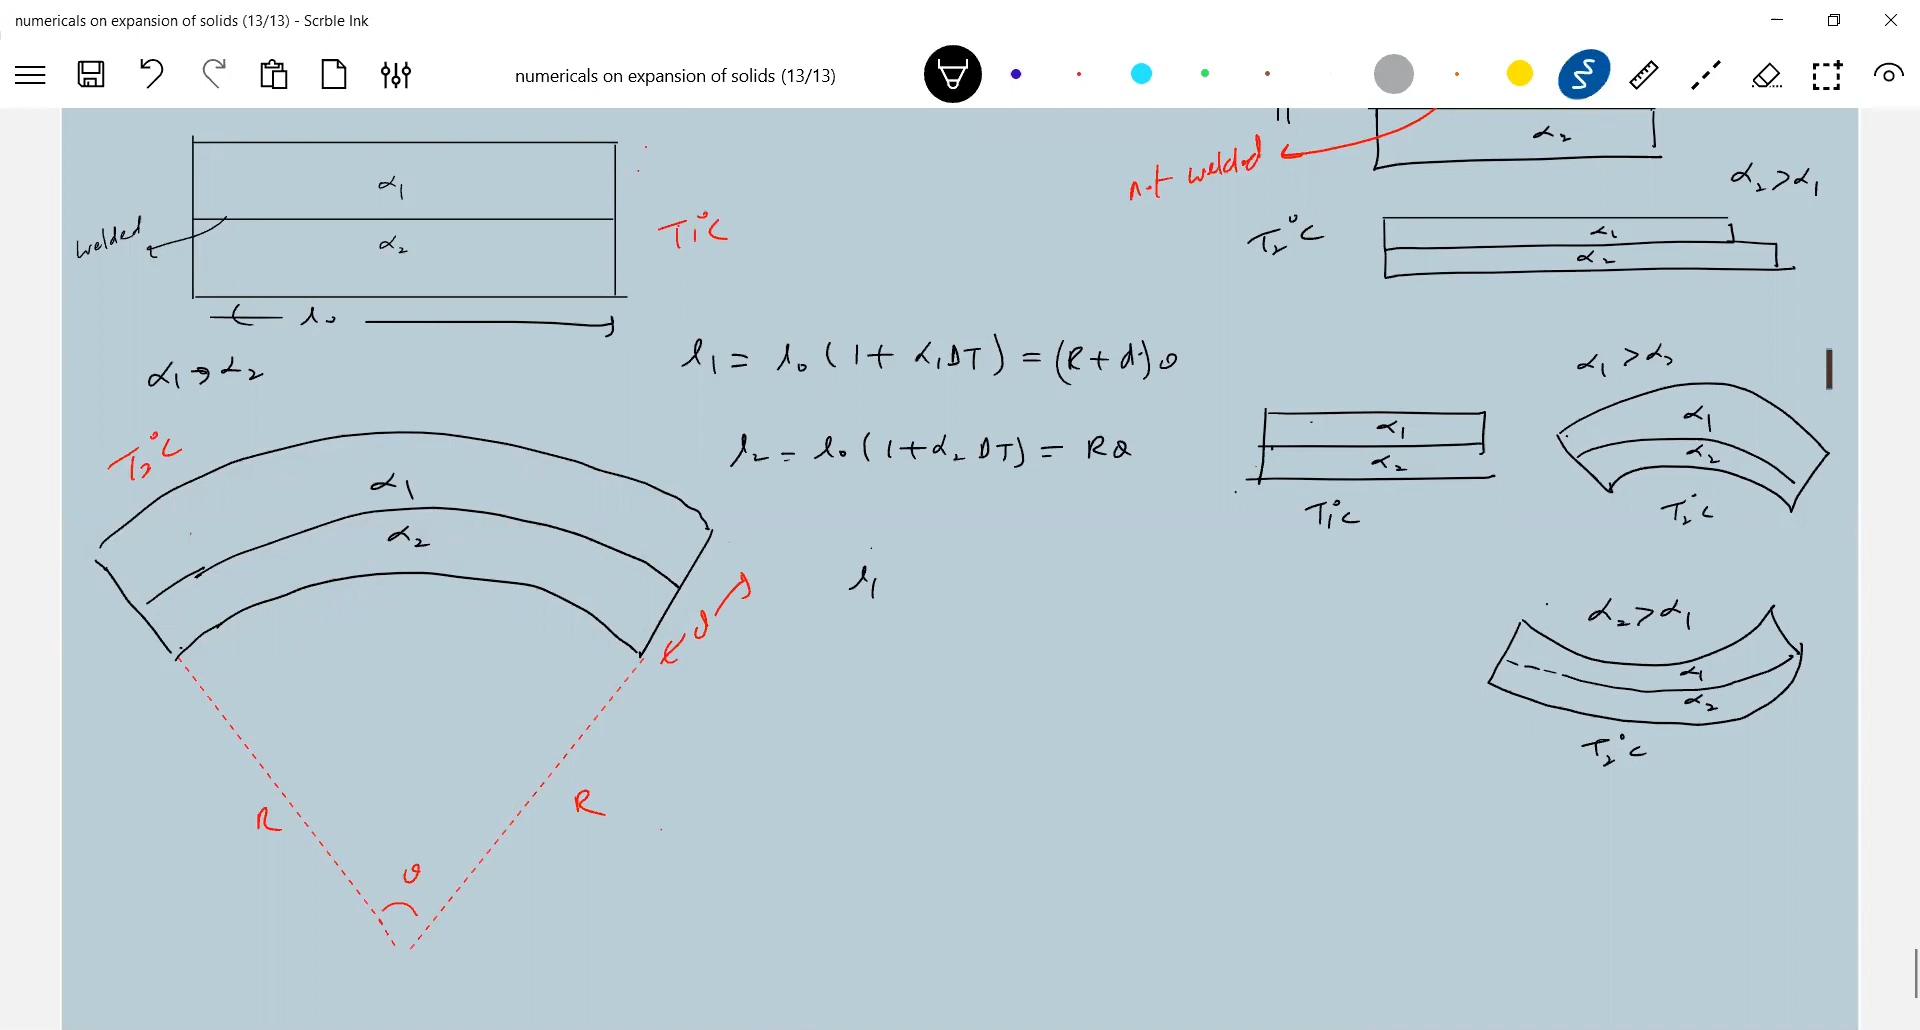 numericals on expansion of solids (13/13) - Scrble Ink
numericals on expansion of solids (13/13)
α₁
α₂
welded
T₁°C
l₀
α₂
not welded
α₂ > α₁
T₂°C
α₁
α₂
l₁ = l₀ (1 + α₁ΔT) = (R + d) θ
l₂ = l₀ (1 + α₂ ΔT) = Rθ
l₁
α₁ > α₂
T₂°C
α₁
α₂
d
R
R
θ
α₁
α₂
T₁°C
α₁ > α₂
α₁
α₂
T₂°C
α₂ > α₁
α₁
α₂
T₂°C